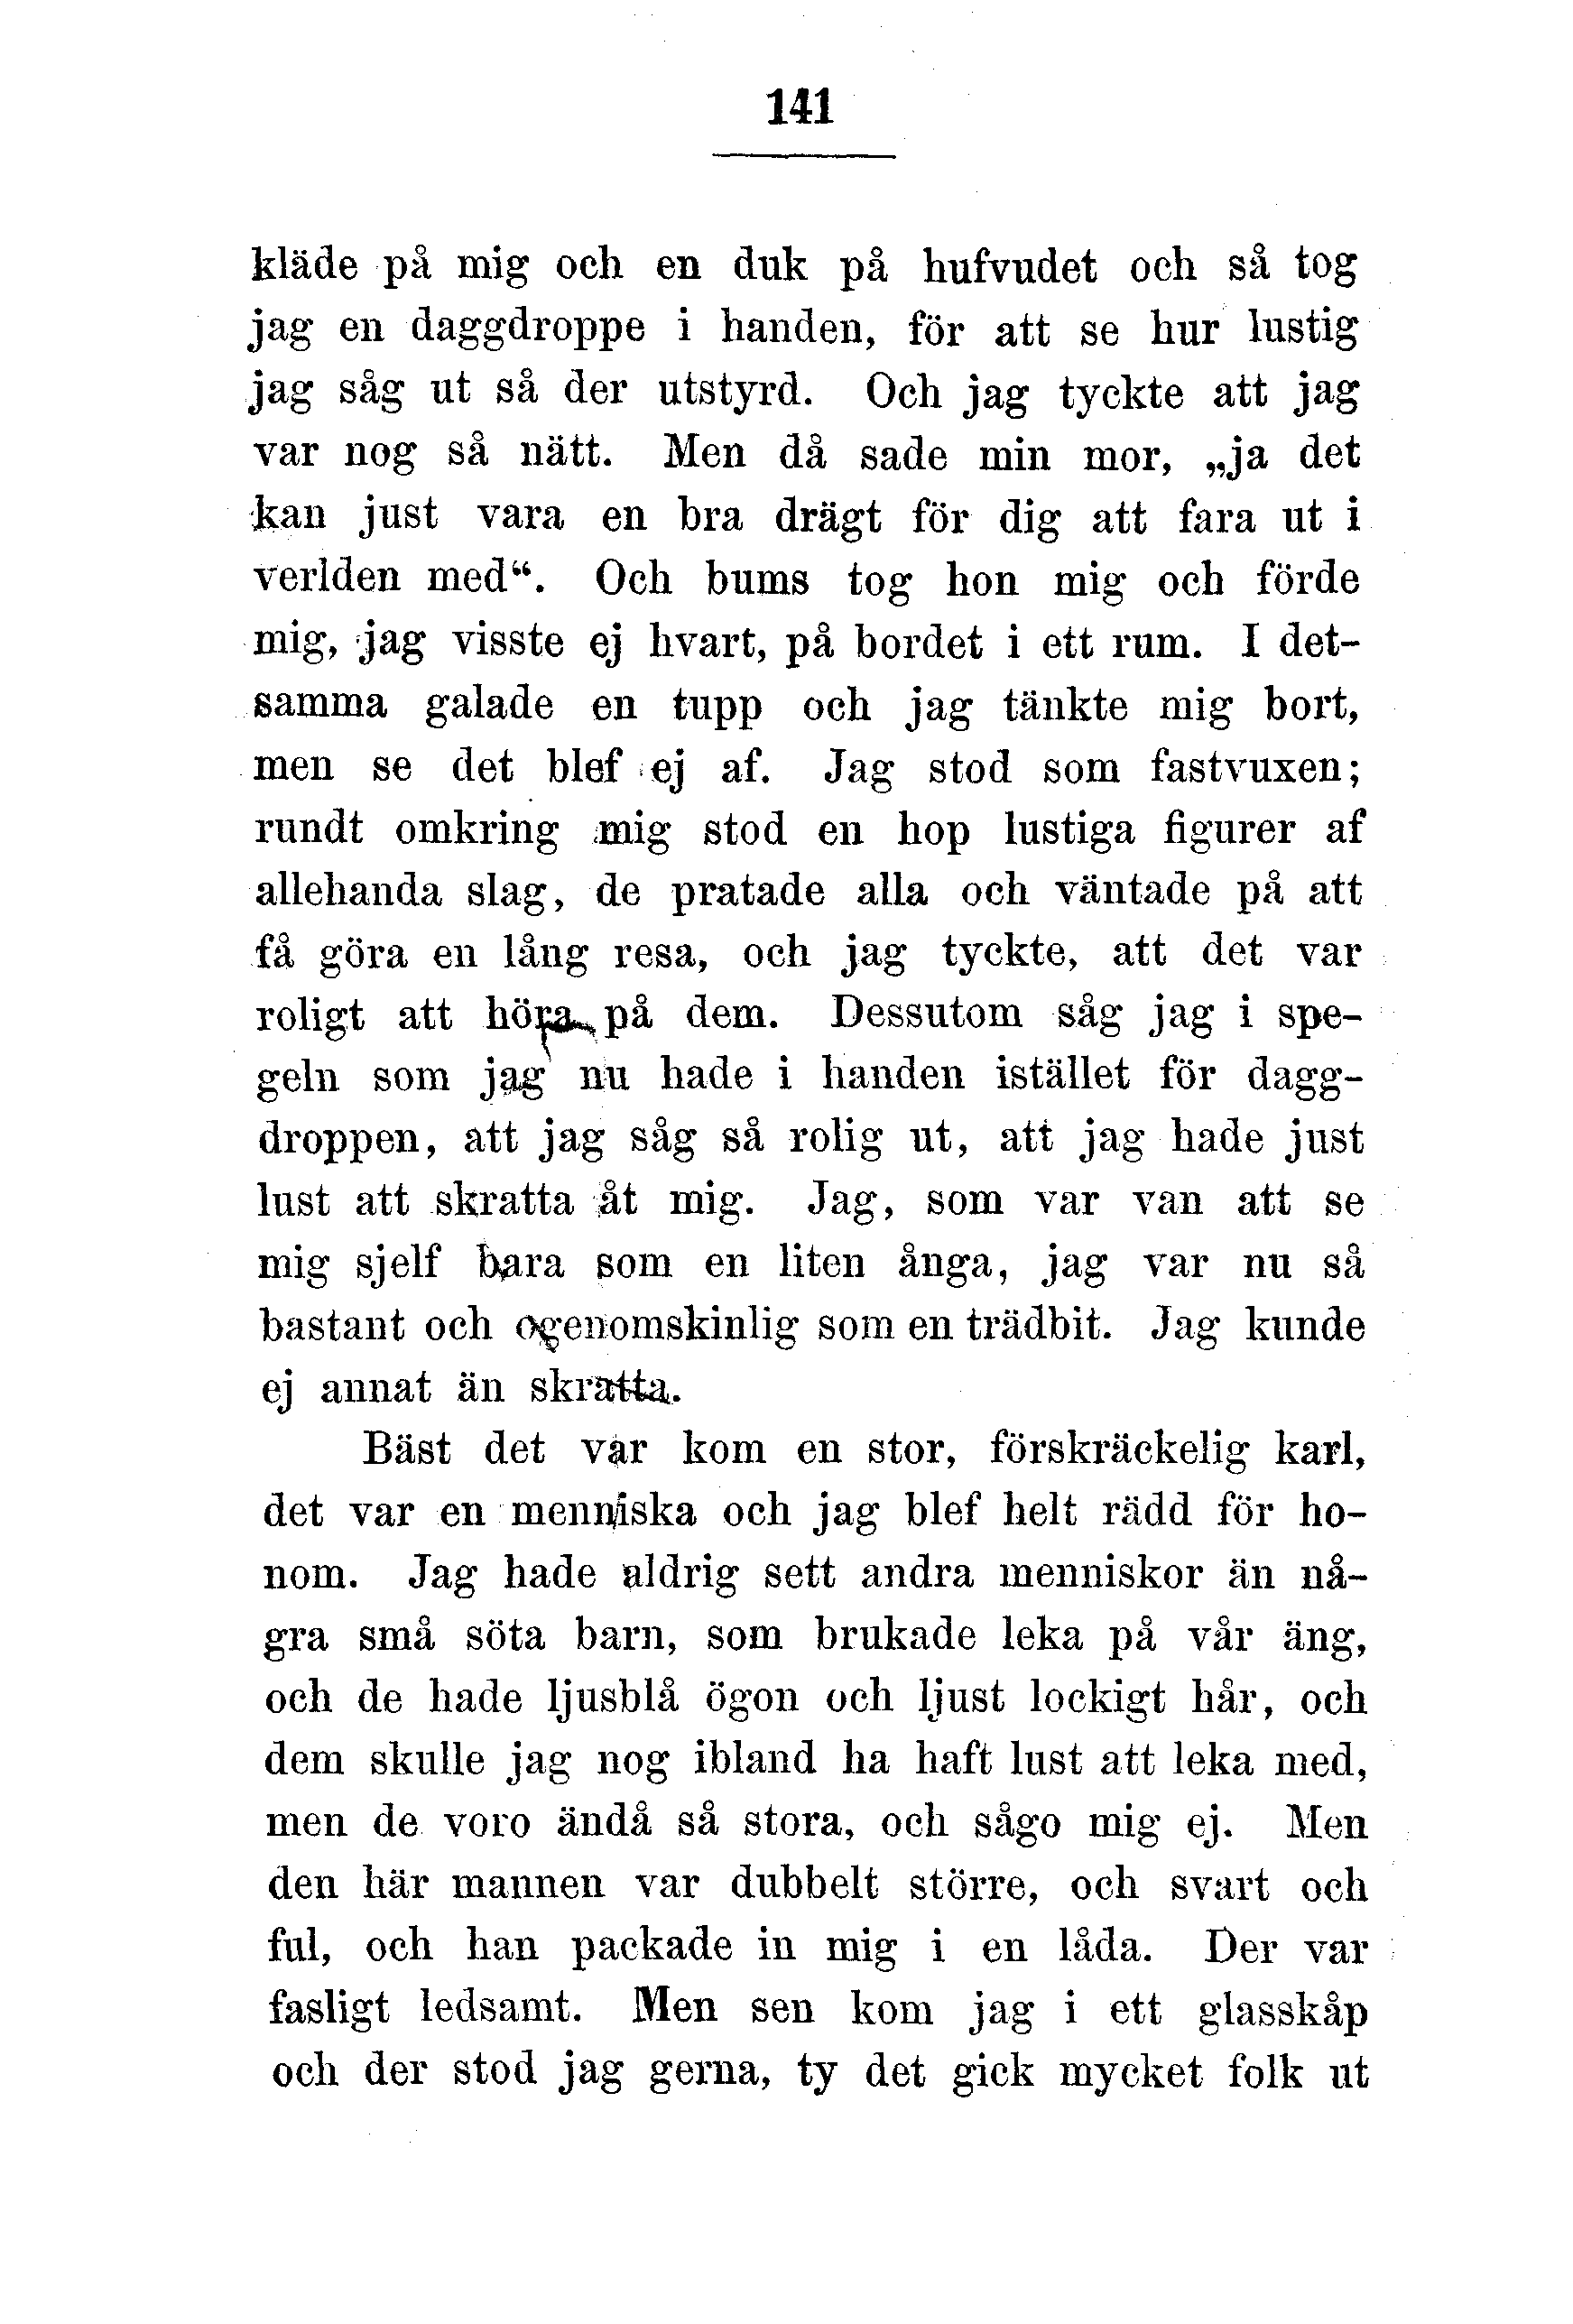 141
kläde på mig och en duk på hufvudet och så tog
jag en daggdroppe i handen, för att se hur lustig
jag såg ut så der utstyrd. Och jag tyckte att jag
var nog så nätt. Men då sade min mor, „ja det
kan just vara en bra drägt för dig att fara ut i
verlden med“. Och bums tog hon mig och förde
mig, jag visste ej hvart, på bordet i ett rum. I det-
samma galade en tupp och jag tänkte mig bort,
men se det blef ej af. Jag stod som fastvuxen;
rundt omkring mig stod en hop lustiga figurer af
allehanda slag, de pratade alla och väntade på att
få göra en lång resa, och jag tyckte, att det var
roligt att höra på dem. Dessutom såg jag i spe-
geln som jag nu hade i handen istället för dagg-
droppen, att jag såg så rolig ut, att jag hade just
lust att skratta åt mig. Jag, som var van att se
mig sjelf bara som en liten ånga, jag var nu så
bastant och ogenomskinlig som en trädbit. Jag kunde
ej annat än skratta.
Bäst det var kom en stor, förskräckelig karl,
det var en menniska och jag blef helt rädd för ho-
nom. Jag hade aldrig sett andra menniskor än nå-
gra små söta barn, som brukade leka på vår äng,
och de hade ljusblå ögon och ljust lockigt hår, och
dem skulle jag nog ibland ha haft lust att leka med,
men de voro ändå så stora, och sågo mig ej. Men
den här mannen var dubbelt större, och svart och
ful, och han packade in mig i en låda. Der var
fasligt ledsamt. Men sen kom jag i ett glasskåp
och der stod jag gerna, ty det gick mycket folk ut